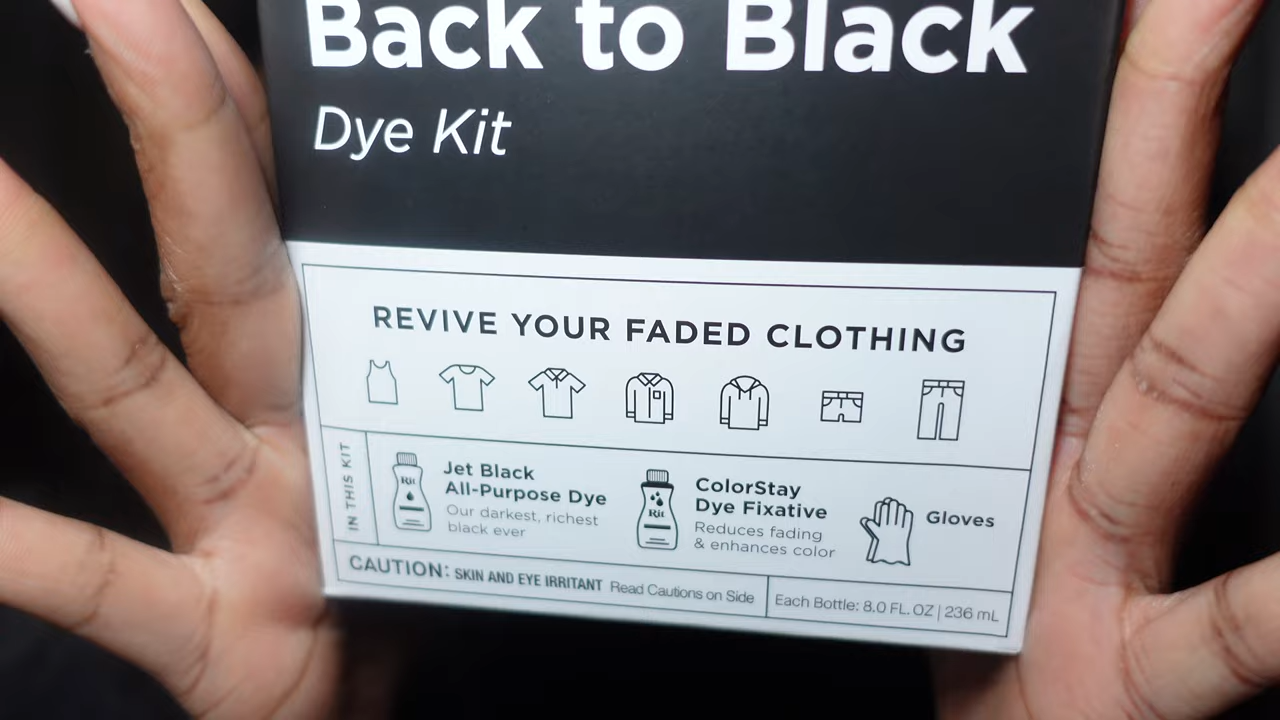 Back to Black
Dye Kit
REVIVE YOUR FADED CLOTHING
IN THIS KIT
Rit
Jet Black
All-Purpose Dye
Our darkest, richest
black ever
Rit
ColorStay
Dye Fixative
Reduces fading
& enhances color
Gloves
CAUTION: SKIN AND EYE IRRITANT Read Cautions on Side
Each Bottle: 8.0 FL. OZ | 236 mL